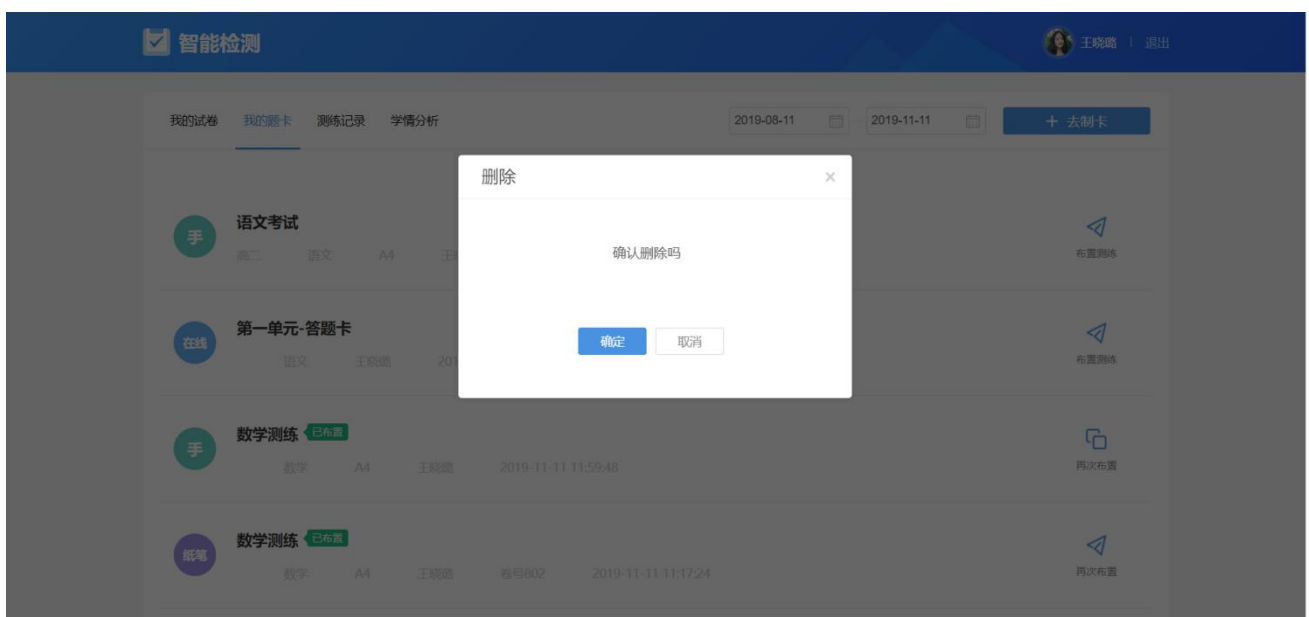 智能检测
王晓璐 | 退出
我的试卷 我的题卡 测练记录 学情分析 2019-08-11 - 2019-11-11 + 去制卡
删除 ×
手 语文考试
高二 语文 A4
布置测练
确认删除吗
在线 第一单元-答题卡
语文 王晓璐 201
布置测练
确定 取消
手 数学测练 已布置
数学 A4 王晓璐 2019-11-11 11:59:48
再次布置
纸笔 数学测练 已布置
数学 A4 王晓璐 卷号802 2019-11-11 11:17:24
再次布置